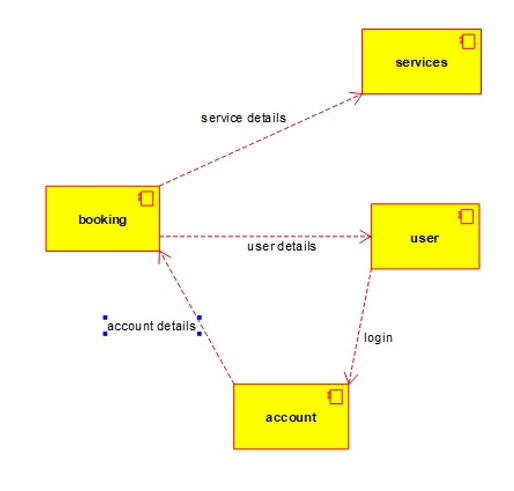 services
service details
booking
user
user details
account details
login
account